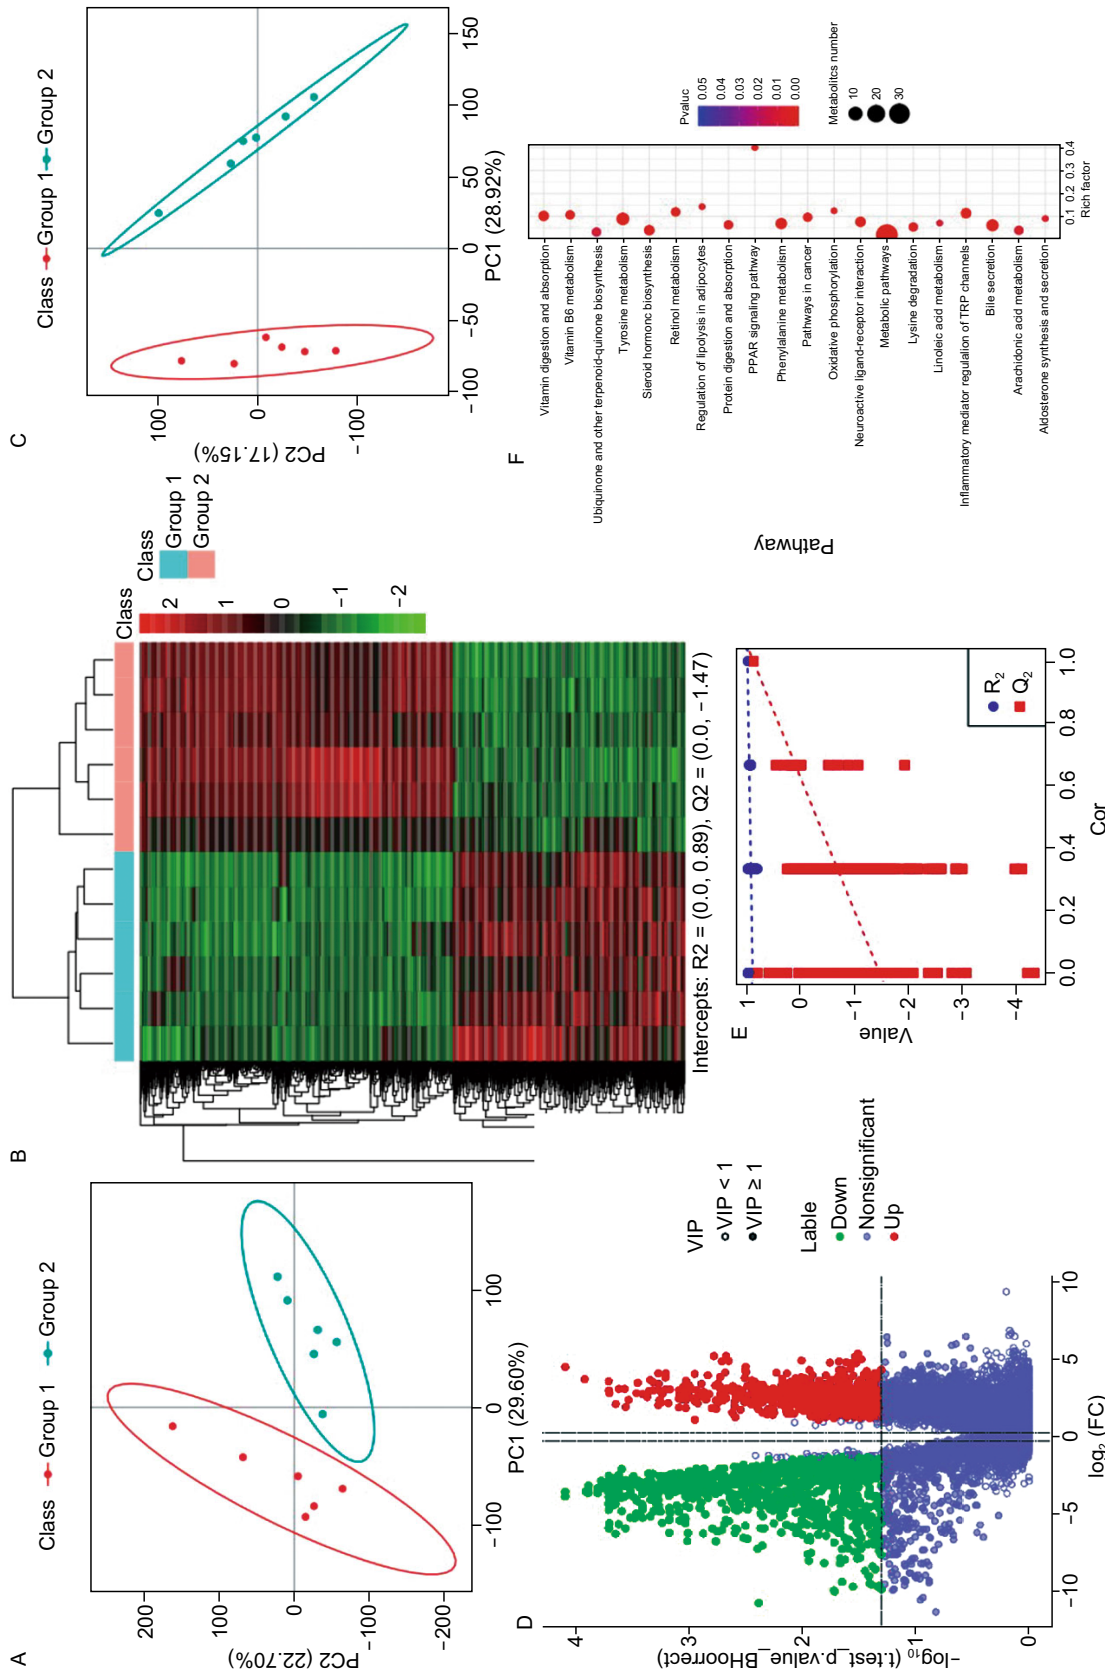 A
Class Group 1 Group 2
PC2 (22.70%)
200
100
0
-100
-200
-100
0
100
PC1 (29.60%)
B
Class
Class
Group 1
Group 2
2
1
0
-1
-2
C
Class Group 1 Group 2
PC2 (17.15%)
100
0
-100
-100
-50
0
50
100
150
PC1 (28.92%)
D
-log10 (t.test_p.value_BHoorrect)
4
3
2
1
0
-10
-5
0
5
10
log2 (FC)
VIP
VIP < 1
VIP ≥ 1
Lable
Down
Nonsignificant
Up
Intercepts: R2 = (0.0, 0.89), Q2 = (0.0, -1.47)
E
Value
1
0
-1
-2
-3
-4
0.0
0.2
0.4
0.6
0.8
1.0
Cor
R2
Q2
F
Pathway
Vitamin digestion and absorption
Vitamin B6 metabolism
Ubiquinone and other terpenoid-quinone biosynthesis
Tyrosine metabolism
Sieroid hormonc biosynthesis
Retinol metabolism
Regulation of lipolysis in adipocytes
Protein digestion and absorption
PPAR signaling pathway
Phenylalanine metabolism
Pathways in cancer
Oxidative phosphorylation
Neuroactive ligand-receptor interaction
Metabolic pathways
Lysine degradation
Linoleic acid metabolism
Inflammatory mediator regulation of TRP channels
Bile secretion
Arachidonic acid metabolism
Aldosterone synthesis and secretion
0.1
0.2
0.3
0.4
Rich factor
Pvaluc
0.05
0.04
0.03
0.02
0.01
0.00
Metabolitcs number
10
20
30